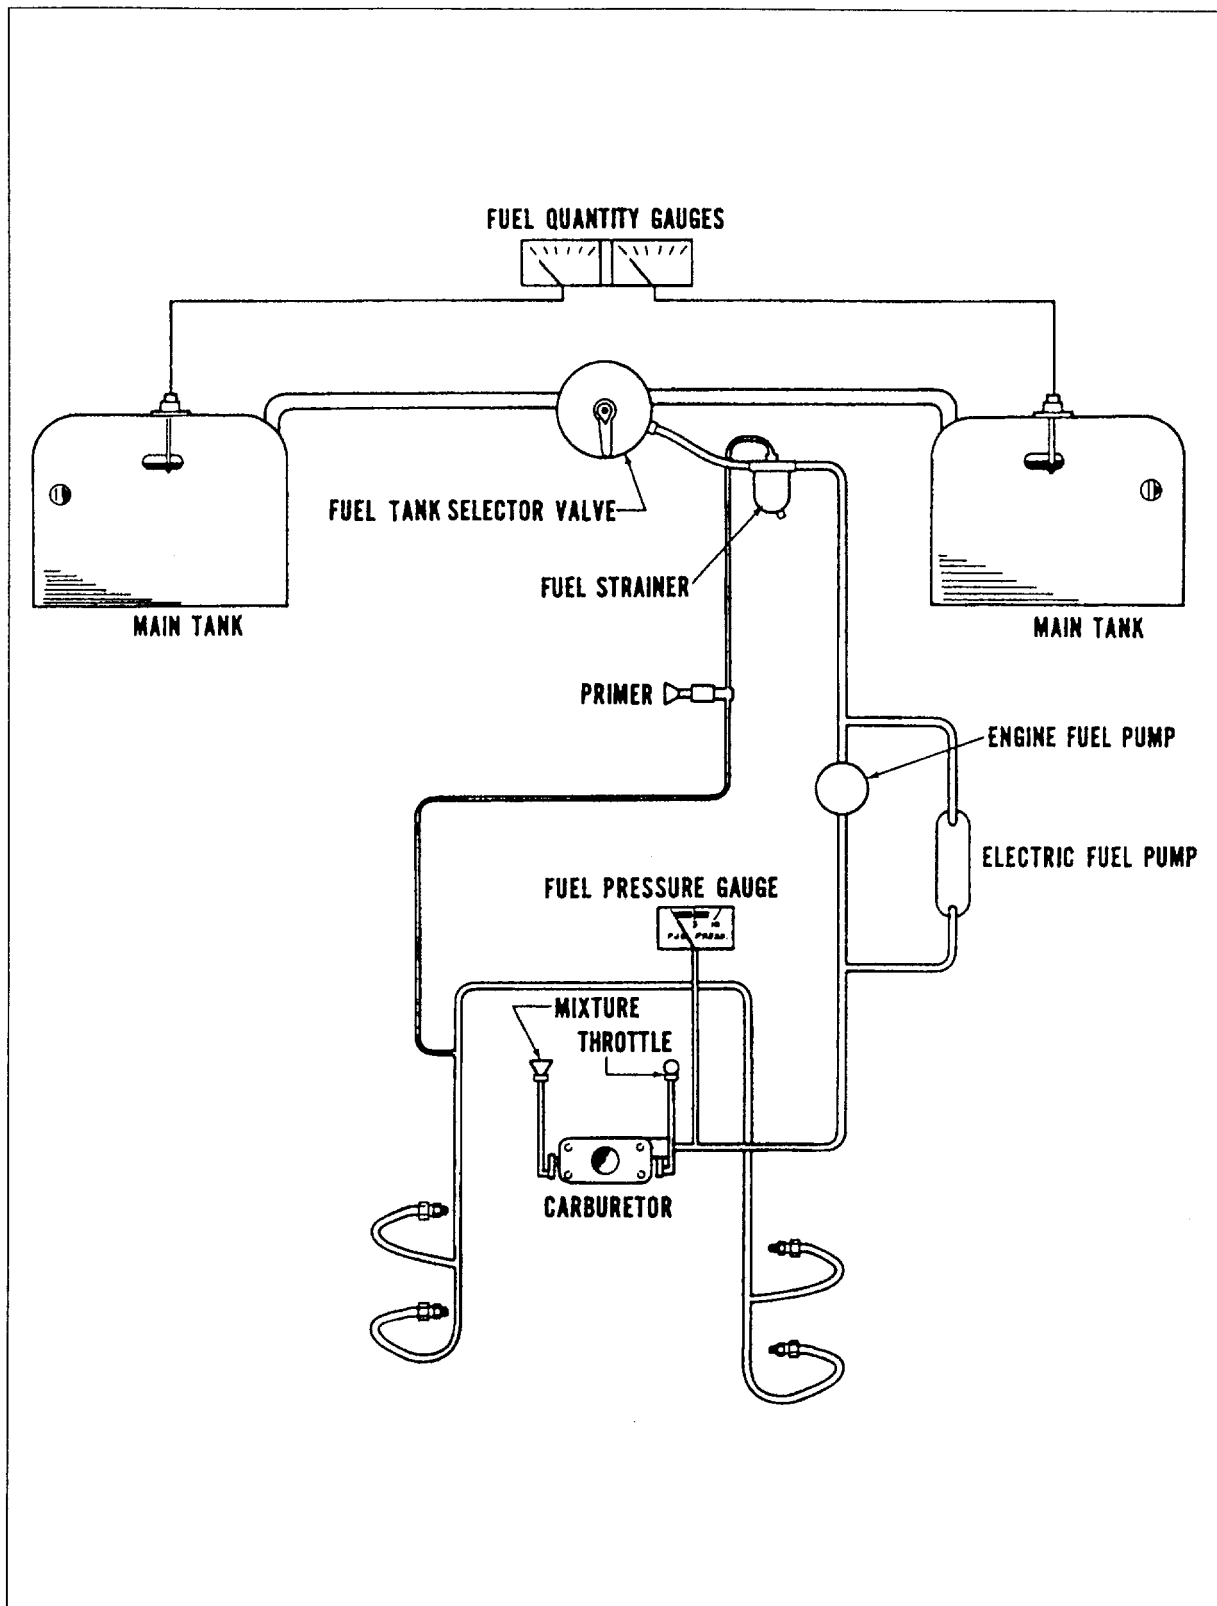 FUEL QUANTITY GAUGES
FUEL TANK SELECTOR VALVE
FUEL STRAINER
MAIN TANK
MAIN TANK
PRIMER
ENGINE FUEL PUMP
ELECTRIC FUEL PUMP
FUEL PRESSURE GAUGE
MIXTURE
THROTTLE
CARBURETOR